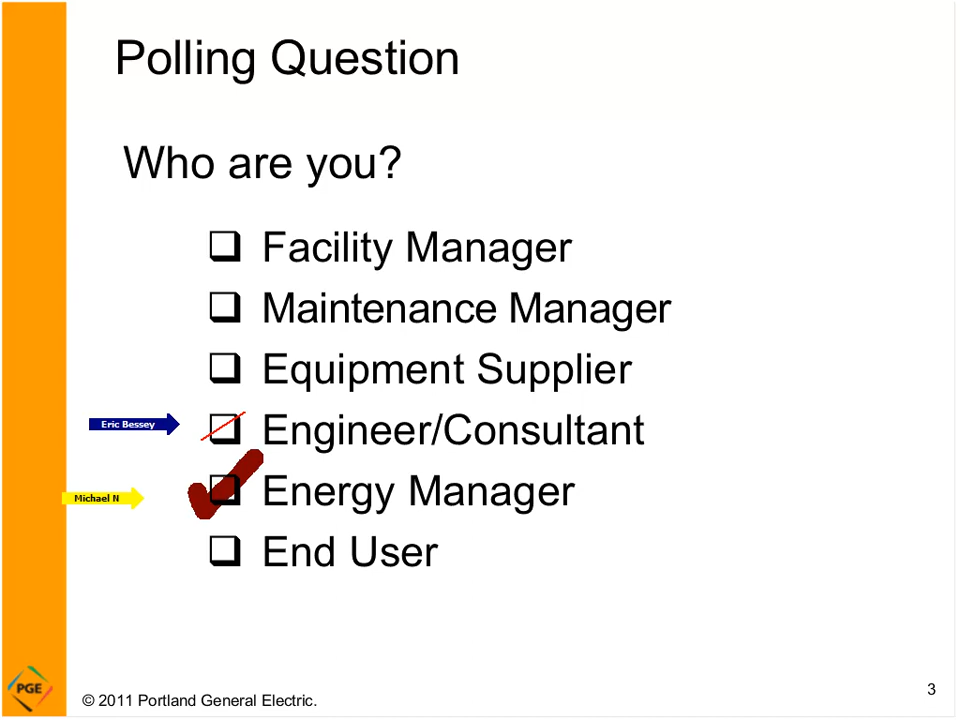 Polling Question
Who are you?
Facility Manager
Maintenance Manager
Equipment Supplier
Eric Bessey
Engineer/Consultant
Michael N
Energy Manager
End User
PGE
© 2011 Portland General Electric.
3